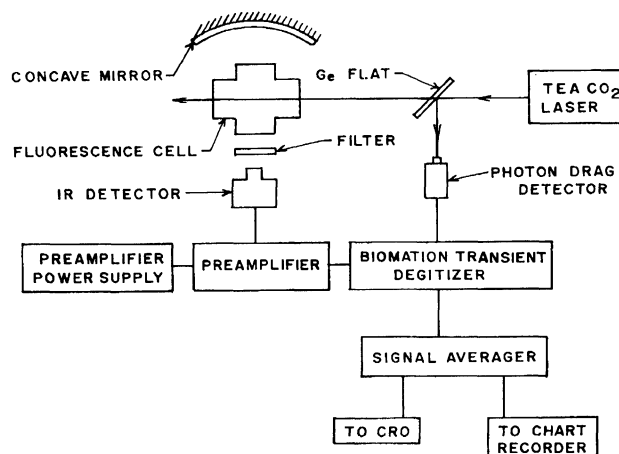 CONCAVE MIRROR
Ge FLAT
TEA CO2
LASER
FLUORESCENCE CELL
FILTER
PHOTON DRAG
DETECTOR
IR DETECTOR
PREAMPLIFIER
POWER SUPPLY
PREAMPLIFIER
BIOMATION TRANSIENT
DEGITIZER
SIGNAL AVERAGER
TO CRO
TO CHART
RECORDER